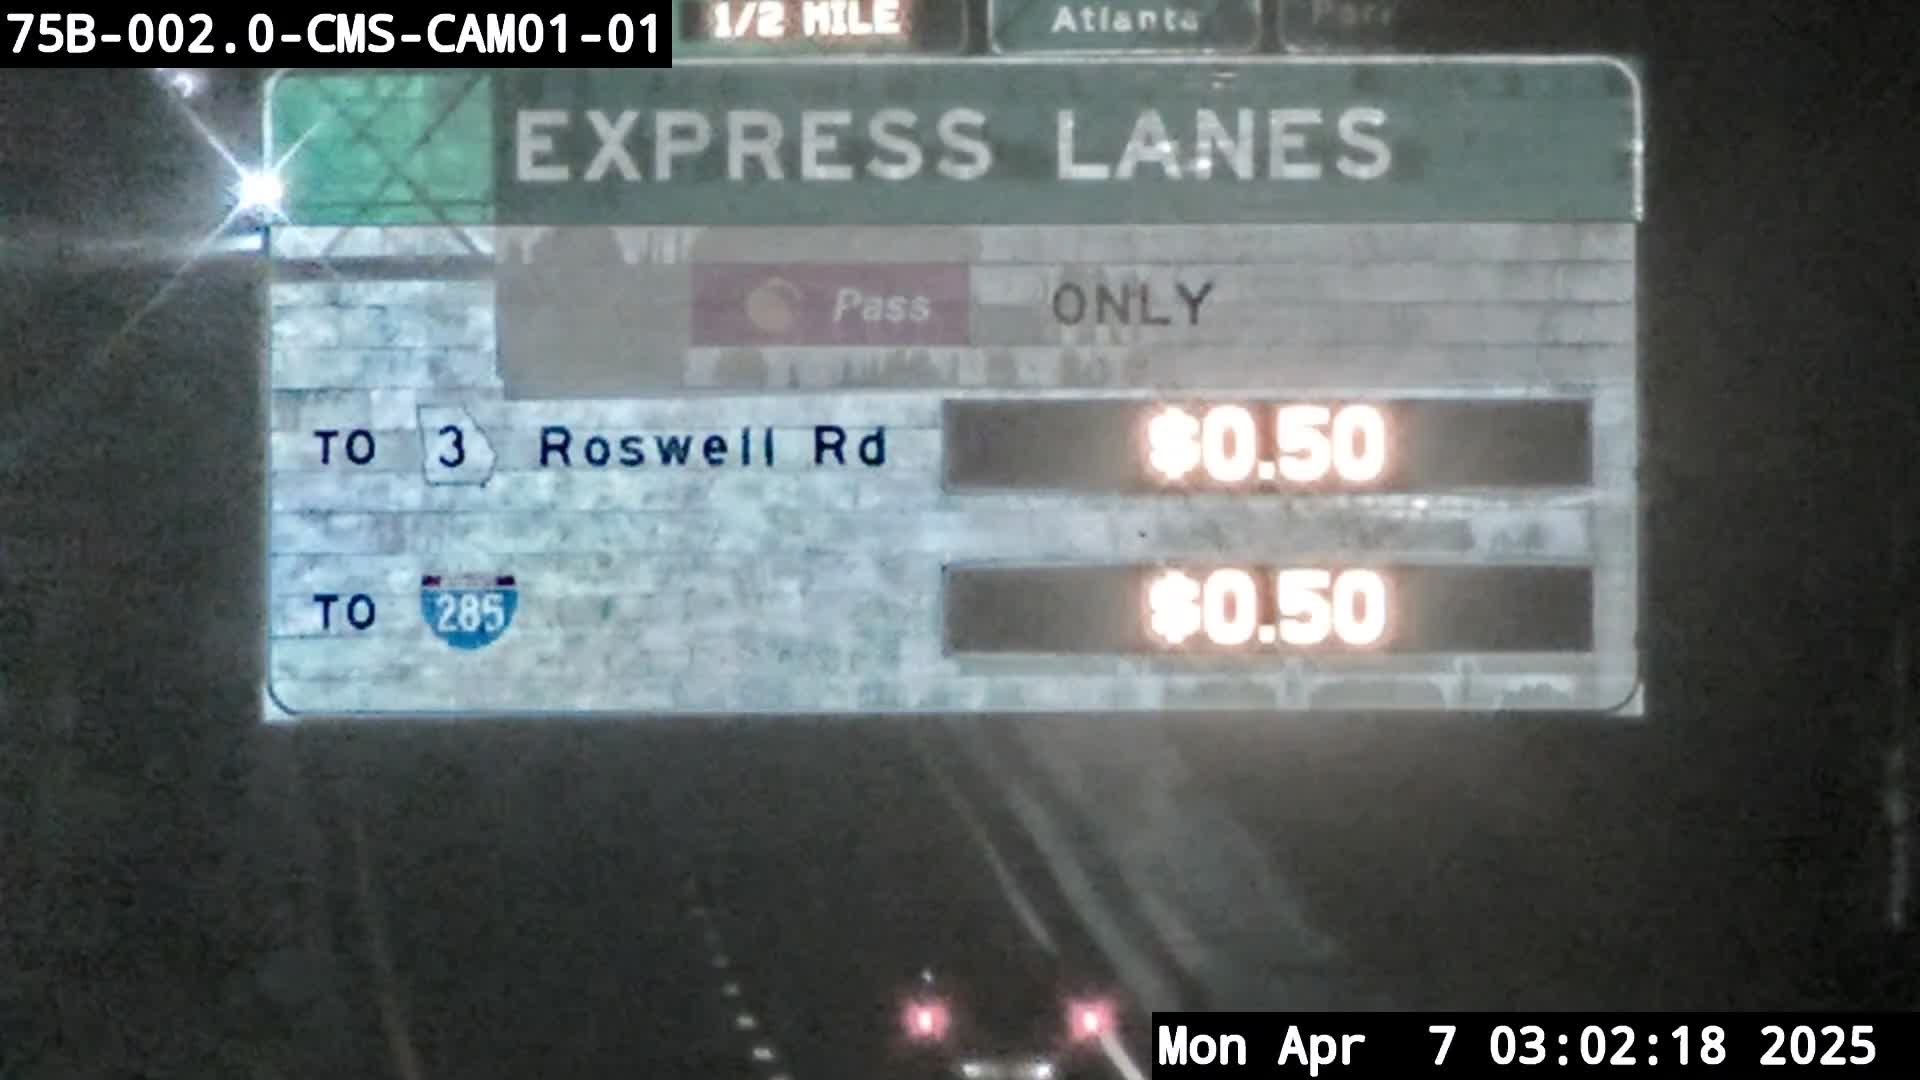 75B-002.0-CMS-CAM01-01
1/2 MILE
Atlanta
EXPRESS LANES
Pass ONLY
TO 3 Roswell Rd $0.50
TO 285 $0.50
Mon Apr 7 03:02:18 2025